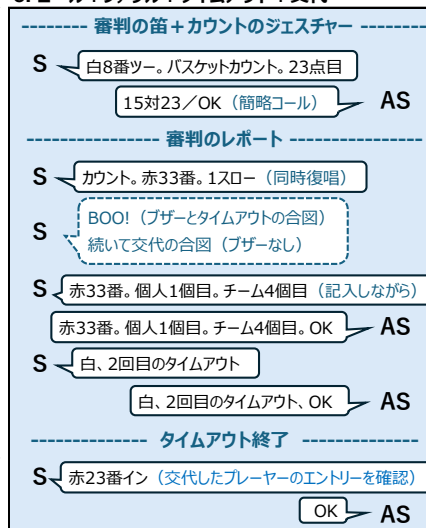 審判の笛＋カウントのジェスチャー
S 白8番ツー。バスケットカウント。23点目
15対23／OK（簡略コール） AS
審判のレポート
S カウント。赤33番。1スロー（同時復唱）
S BOO!（ブザーとタイムアウトの合図）
続いて交代の合図（ブザーなし）
S 赤33番。個人1個目。チーム4個目（記入しながら）
赤33番。個人1個目。チーム4個目。OK AS
S 白、2回目のタイムアウト
白、2回目のタイムアウト、OK AS
タイムアウト終了
S 赤23番イン（交代したプレーヤーのエントリーを確認）
OK AS